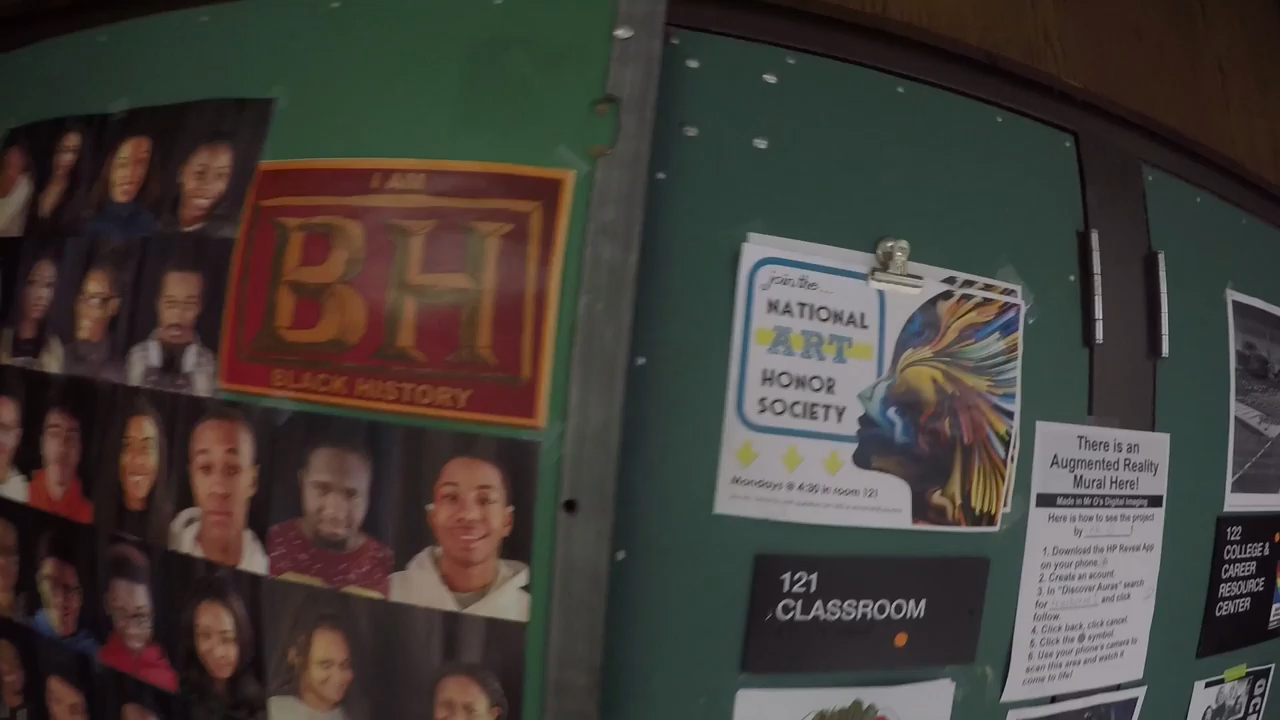 I AM
BH
BLACK HISTORY
join the...
NATIONAL
ART
HONOR
SOCIETY
Mondays @ 4:30 in room 121
121
CLASSROOM
There is an
Augmented Reality
Mural Here!
Made in Mr O's Digital Imaging
Here is how to see the project
by
1. Download the HP Reveal App
on your phone.
2. Create an account.
3. In "Discover Auras" search
for and click
follow.
4. Click back, click cancel.
5. Click the symbol.
6. Use your phone's camera to
scan this area and watch it
come to life!
122
COLLEGE &
CAREER
RESOURCE
CENTER